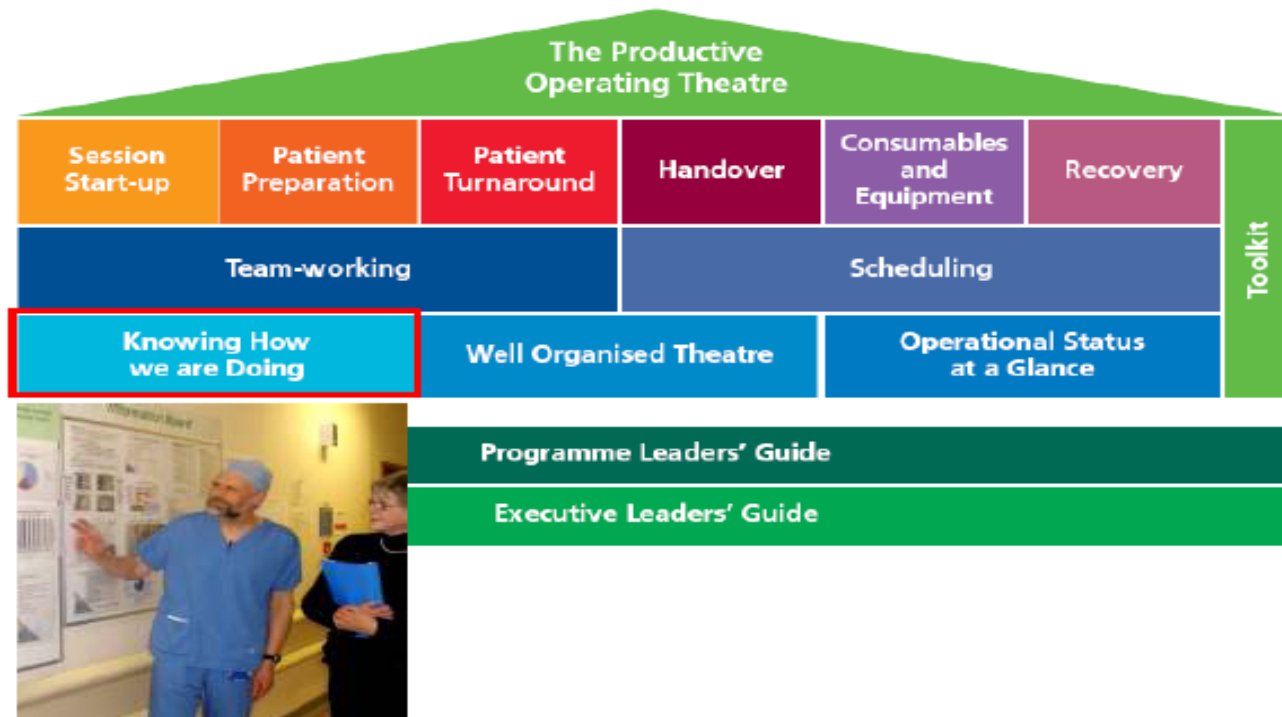 The Productive
Operating Theatre
Session
Start-up
Patient
Preparation
Patient
Turnaround
Handover
Consumables
and
Equipment
Recovery
Toolkit
Team-working
Scheduling
Knowing How
we are Doing
Well Organised Theatre
Operational Status
at a Glance
Programme Leaders’ Guide
Executive Leaders’ Guide
Information Board